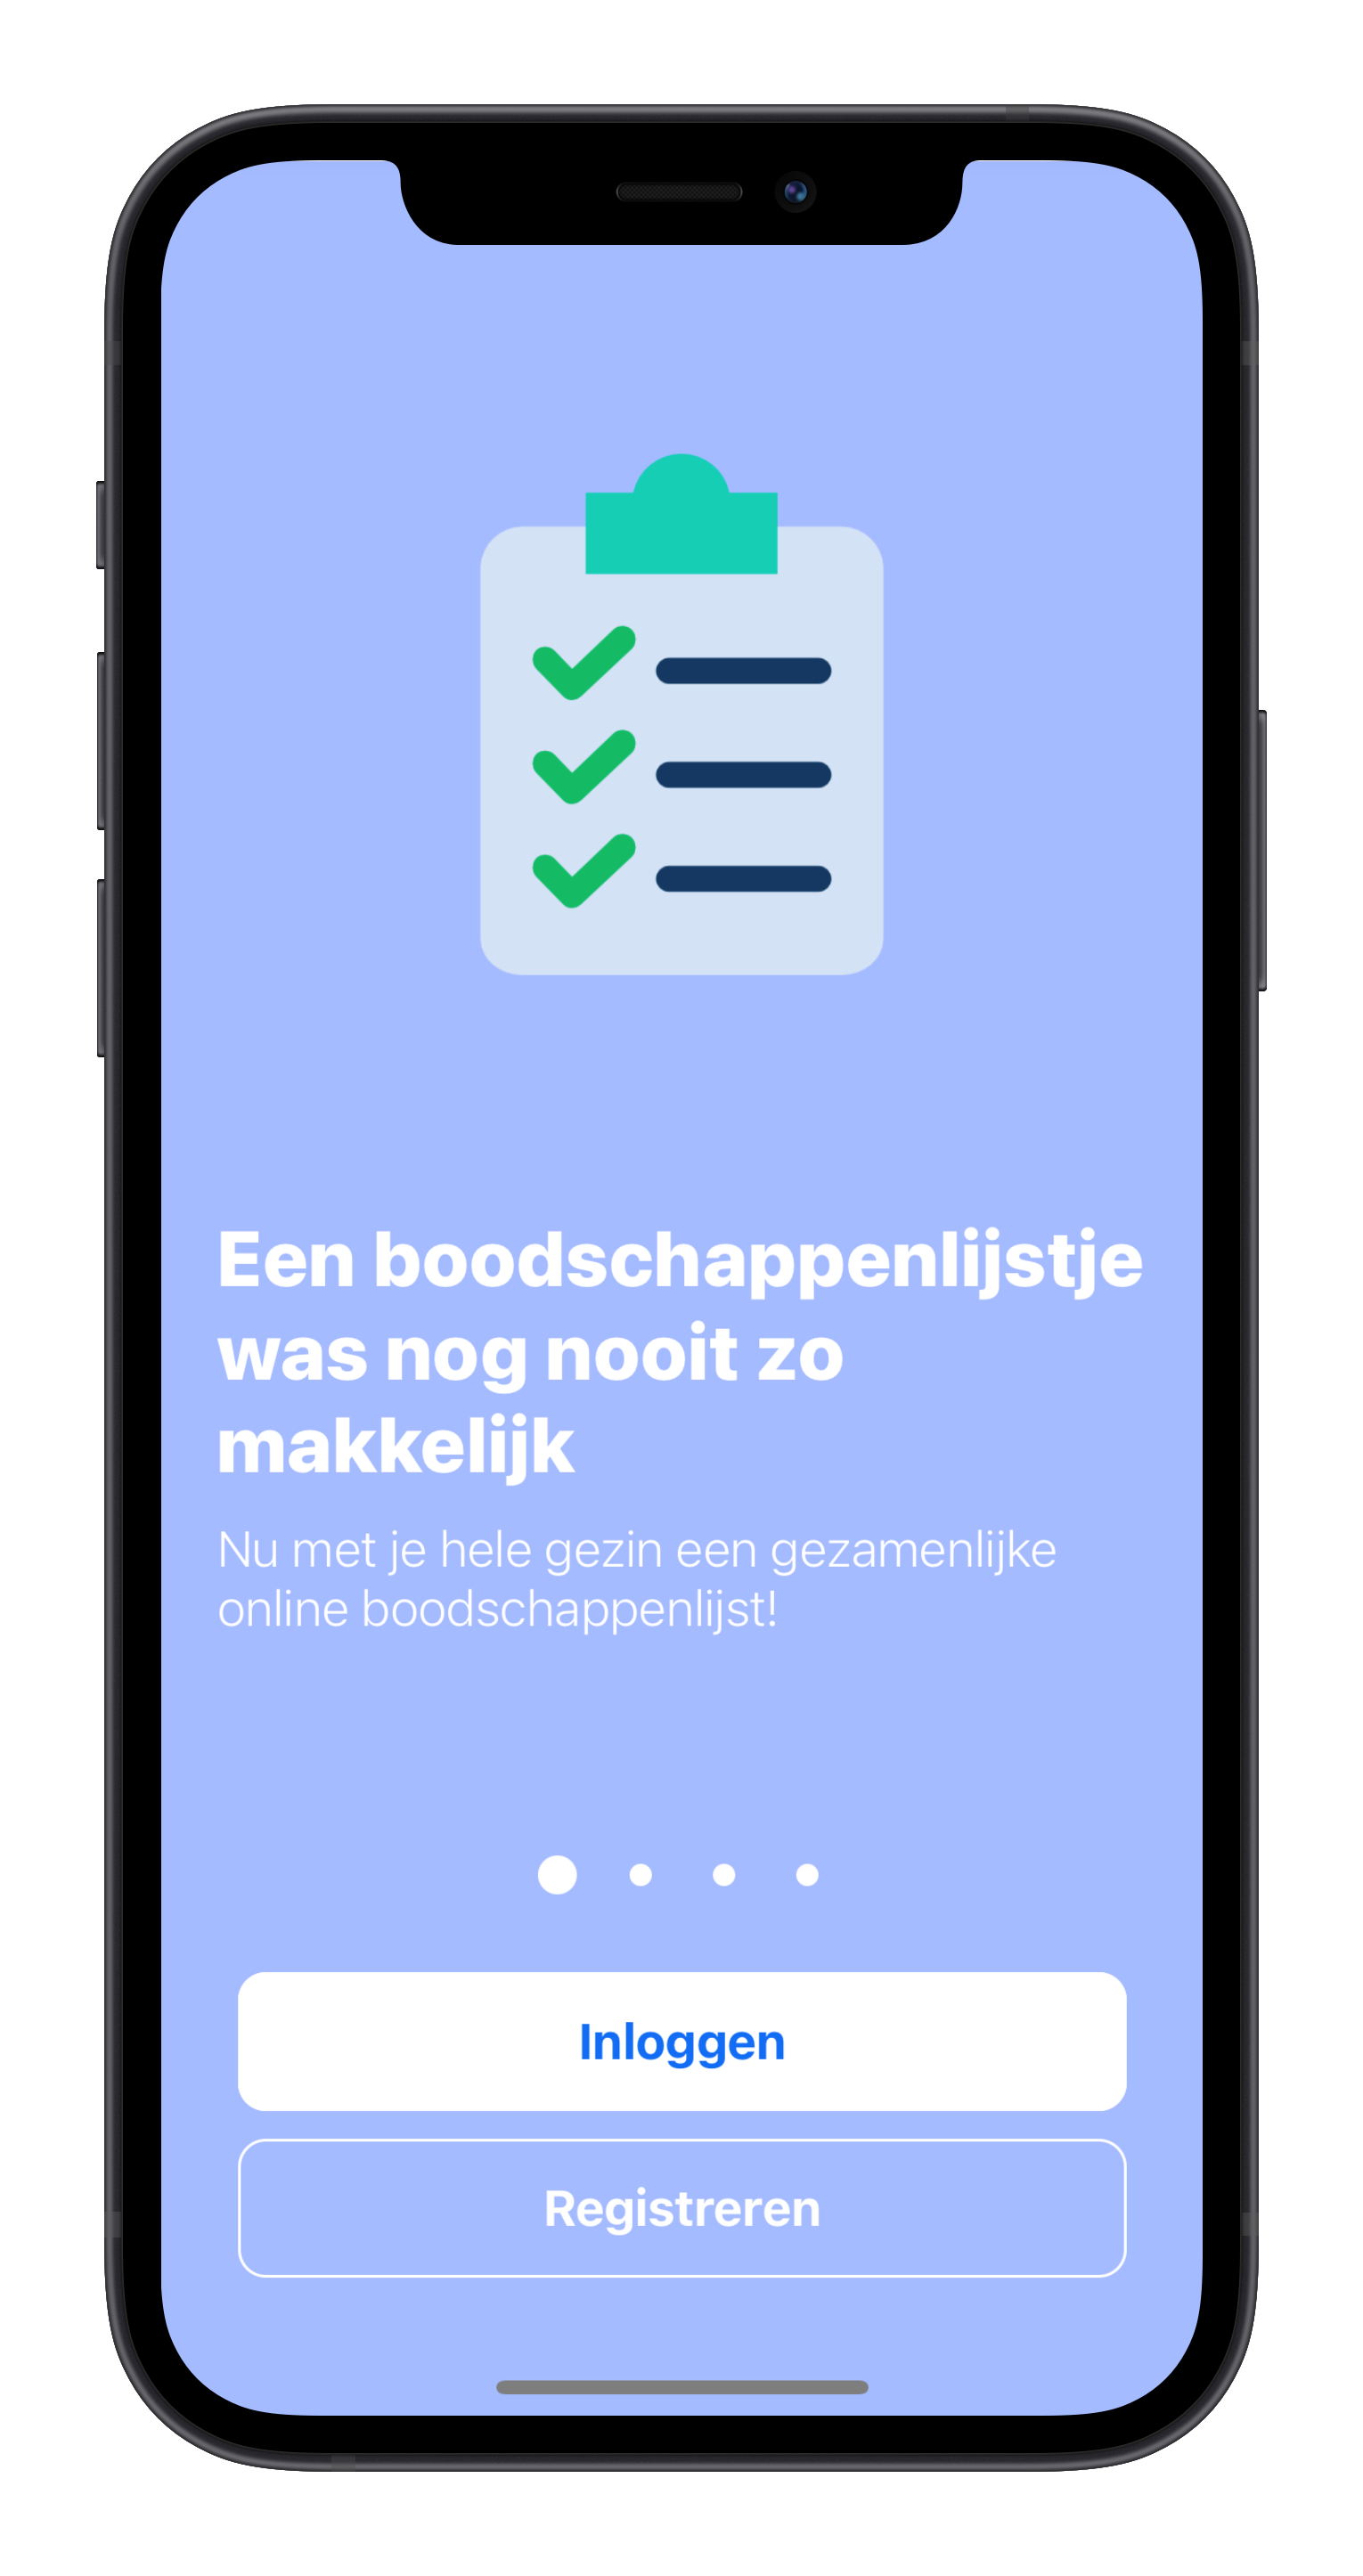 Een boodschappenlijstje
was nog nooit zo
makkelijk
Nu met je hele gezin een gezamenlijke
online boodschappenlijst!
Inloggen
Registreren